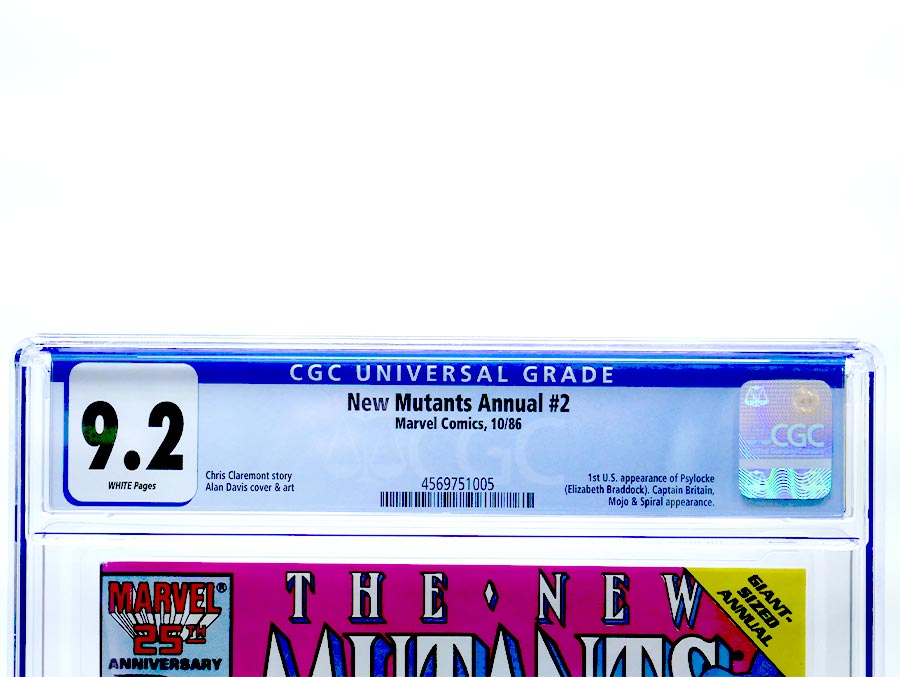 CGC UNIVERSAL GRADE
9.2
WHITE Pages
New Mutants Annual #2
Marvel Comics, 10/86
Chris Claremont story
Alan Davis cover & art
4569751005
1st U.S. appearance of Psylocke
(Elizabeth Braddock). Captain Britain,
Mojo & Spiral appearance.
CGC
CGC
MARVEL®
25TH
ANNIVERSARY
THE NEW
MUTANTS
GIANT-
SIZED
ANNUAL